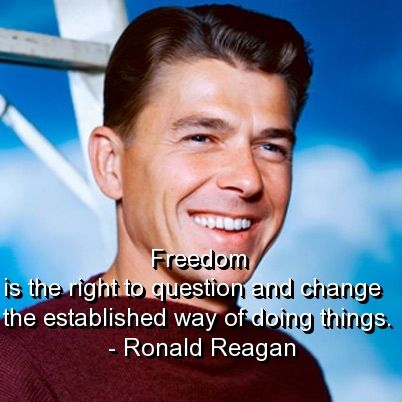 Freedom
is the right to question and change
the established way of doing things.
- Ronald Reagan